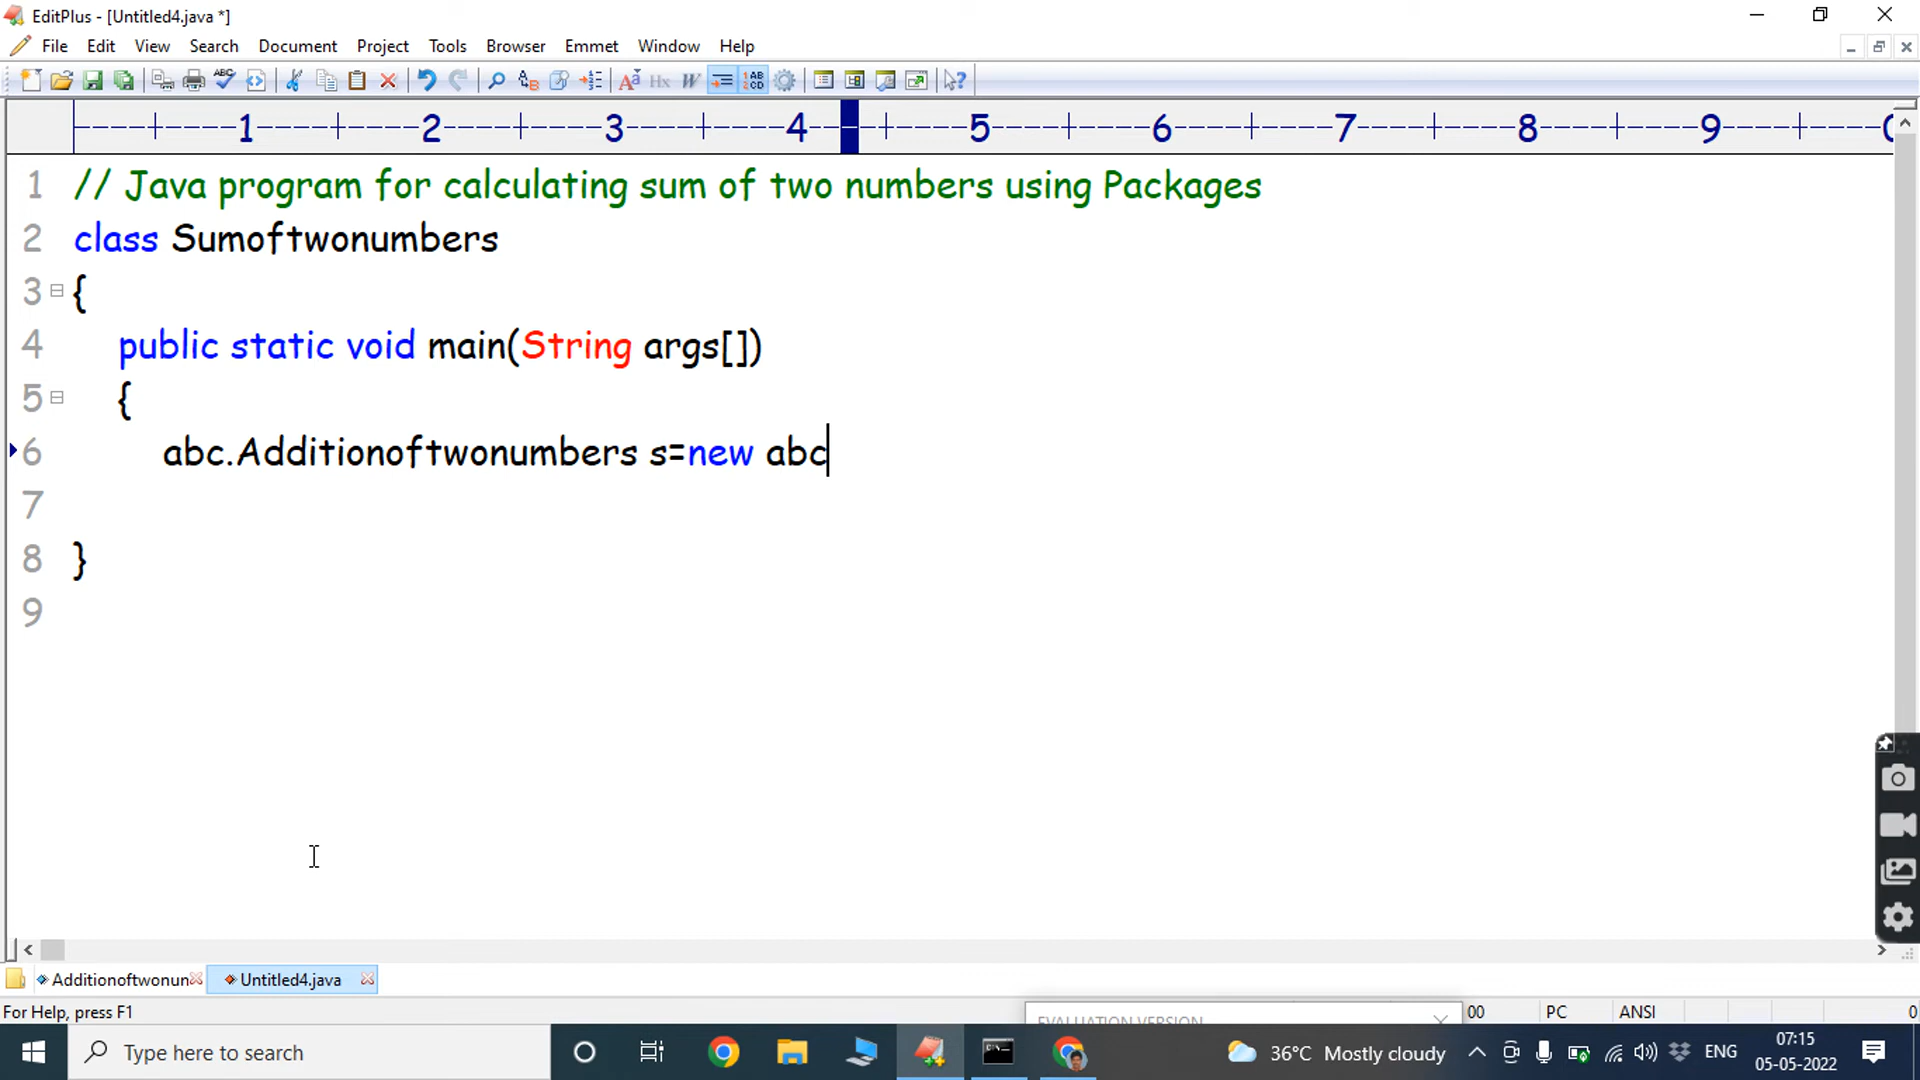 EditPlus - [Untitled4.java *]
File Edit View Search Document Project Tools Browser Emmet Window Help
----+----1----+----2----+----3----+----4----+----5----+----6----+----7----+----8----+----9----+----0
1 // Java program for calculating sum of two numbers using Packages
2 class Sumoftwonumbers
3 {
4 public static void main(String args[])
5 {
6 abc.Additionoftwonumbers s=new abc
7
8 }
9
Additionoftwonun Untitled4.java
For Help, press F1
EVALUATION VERSION
00 PC ANSI 0
Type here to search
36°C Mostly cloudy
ENG
07:15
05-05-2022